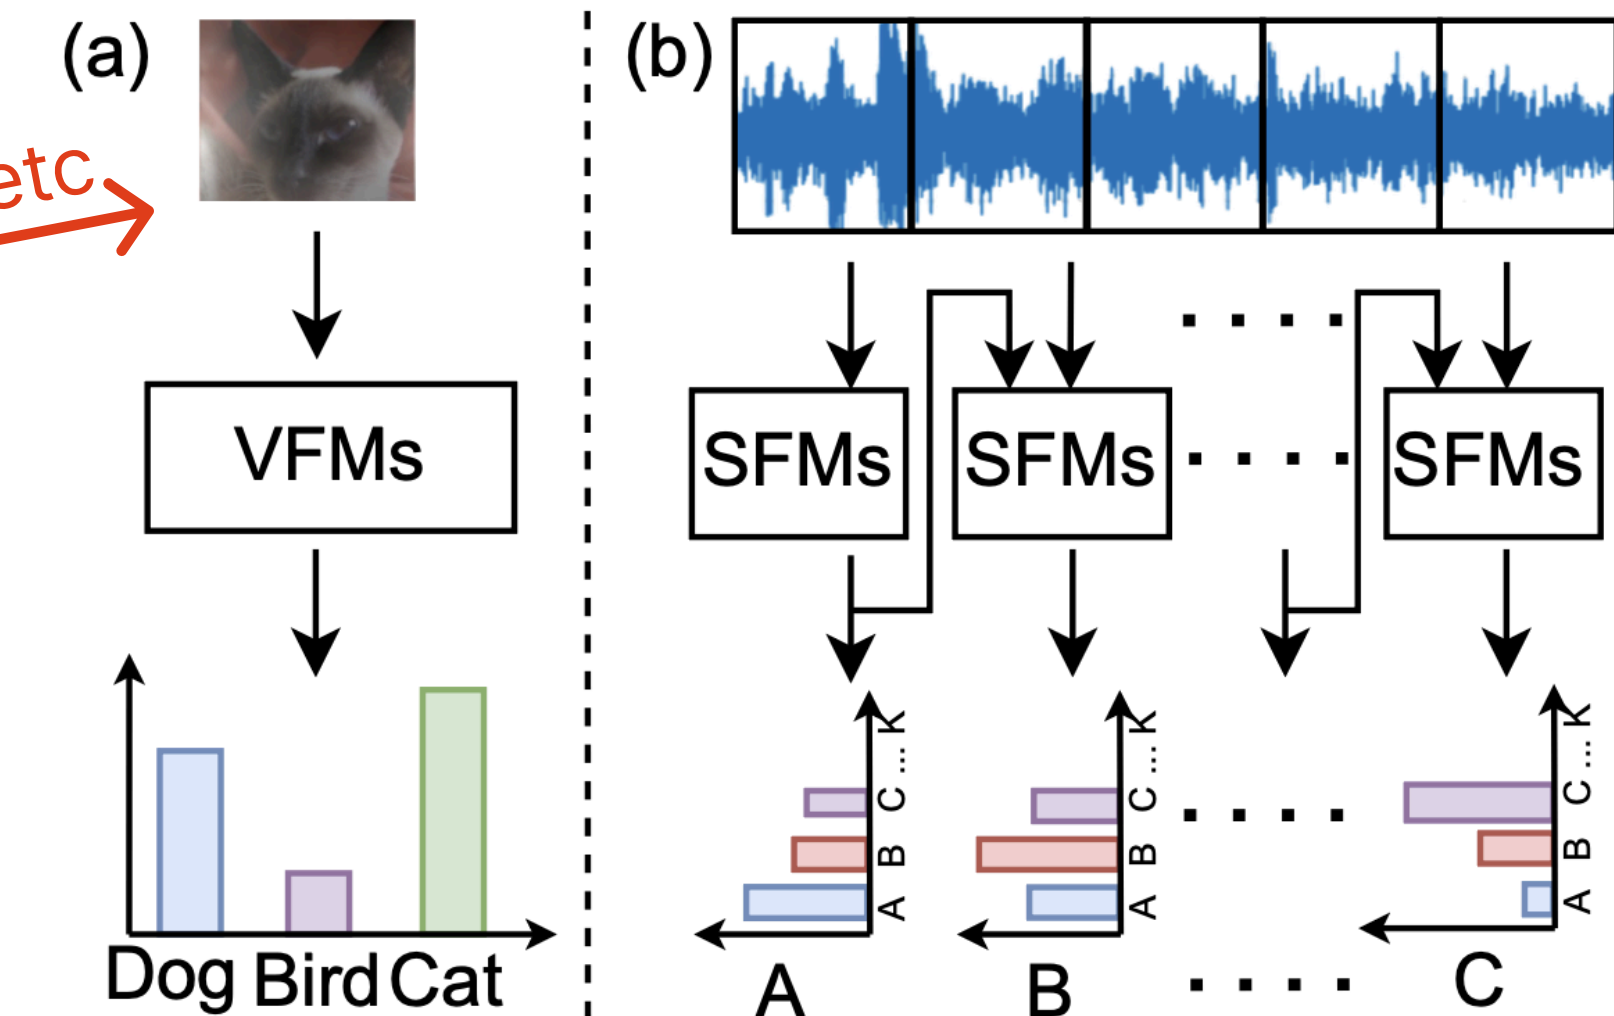 (a)
etc
VFMs
Dog Bird Cat
(b)
SFMs SFMs .... SFMs
A B C ... K
A B C ... K
A B C ... K
A B .... C